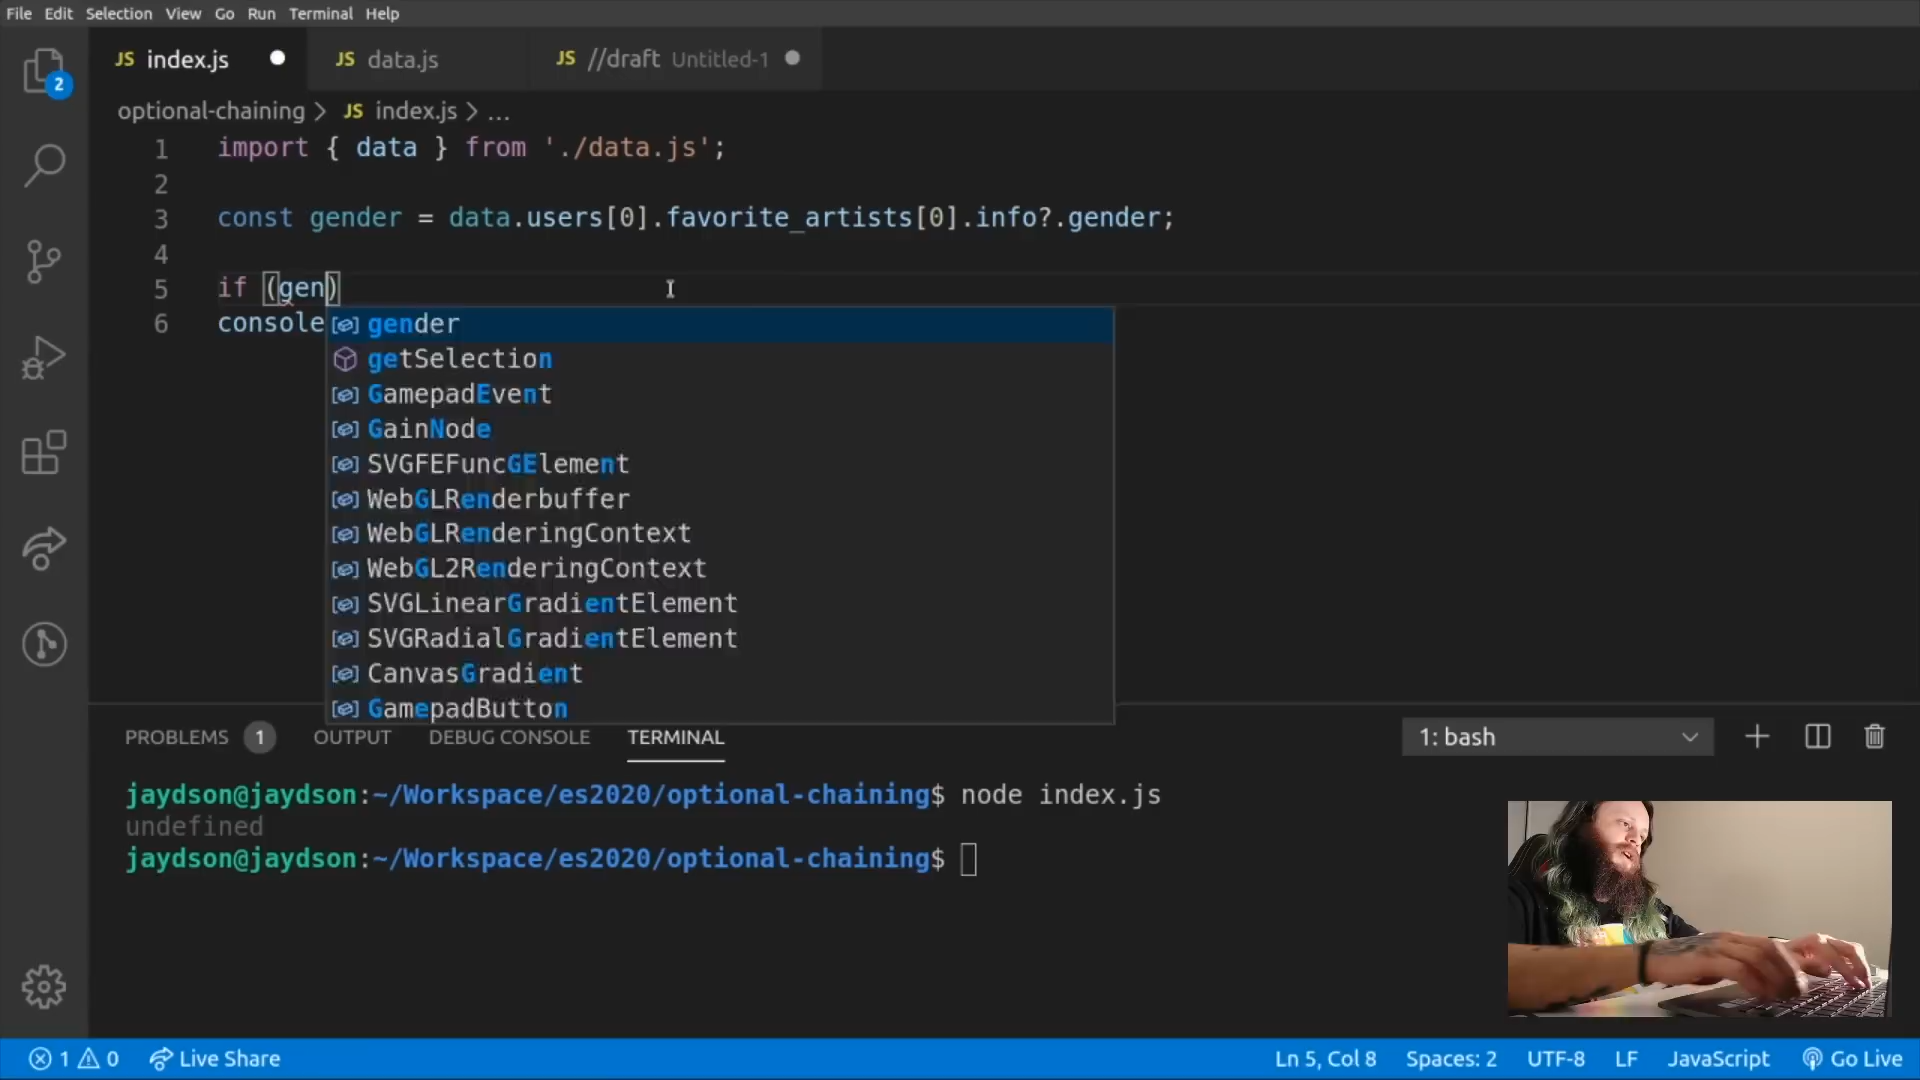 File Edit Selection View Go Run Terminal Help
JS index.js JS data.js JS //draft Untitled-1
2
optional-chaining > JS index.js > ...
1 import { data } from './data.js';
2
3 const gender = data.users[0].favorite_artists[0].info?.gender;
4
5 if (gen)
6 console
gender
getSelection
GamepadEvent
GainNode
SVGFEFuncGElement
WebGLRenderbuffer
WebGLRenderingContext
WebGL2RenderingContext
SVGLinearGradientElement
SVGRadialGradientElement
CanvasGradient
GamepadButton
PROBLEMS 1 OUTPUT DEBUG CONSOLE TERMINAL 1: bash
jaydson@jaydson:~/Workspace/es2020/optional-chaining$ node index.js
undefined
jaydson@jaydson:~/Workspace/es2020/optional-chaining$
1 0 Live Share Ln 5, Col 8 Spaces: 2 UTF-8 LF JavaScript Go Live